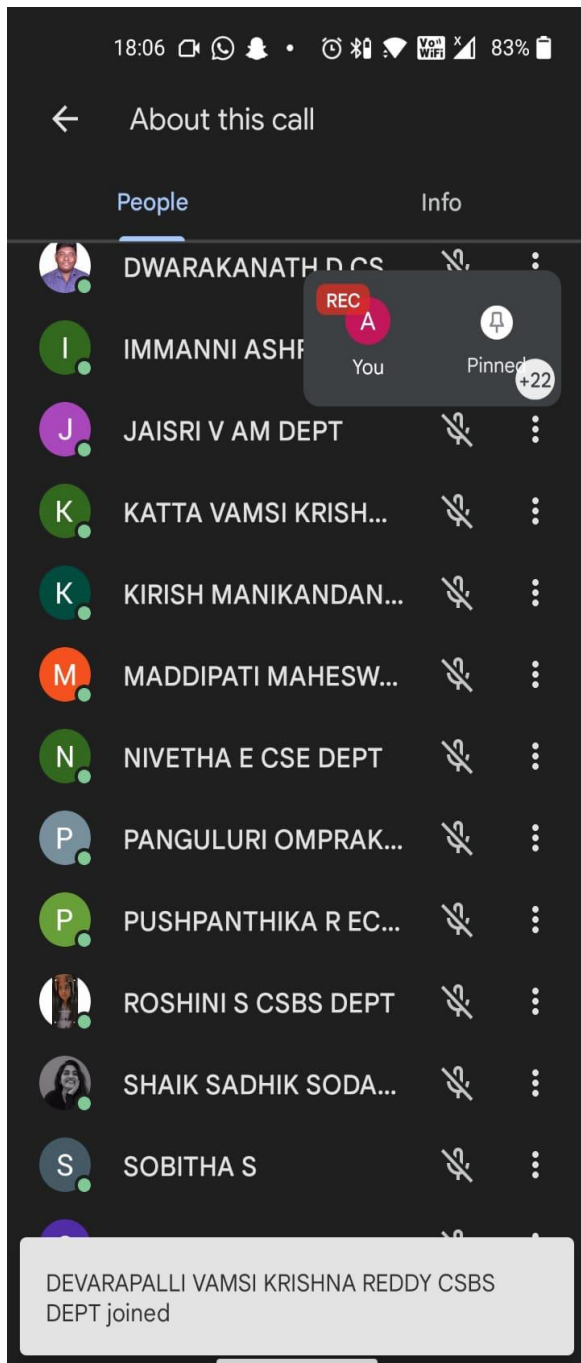 18:06 83%
VoWiFi
About this call
People Info
DWARAKANATH D CS
REC
A
You Pinned
+22
I IMMANNI ASHR
J JAISRI V AM DEPT
K KATTA VAMSI KRISH...
K KIRISH MANIKANDAN...
M MADDIPATI MAHESW...
N NIVETHA E CSE DEPT
P PANGULURI OMPRAK...
P PUSHPANTHIKA R EC...
ROSHINI S CSBS DEPT
SHAIK SADHIK SODA...
S SOBITHA S
DEVARAPALLI VAMSI KRISHNA REDDY CSBS
DEPT joined